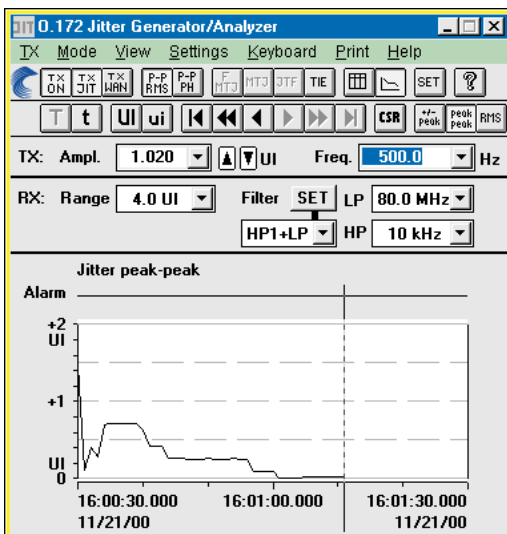 JIT O.172 Jitter Generator/Analyzer
TX Mode View Settings Keyboard Print Help
TX ON TX JIT TX WAN P-P RMS P-P PH F MTJ MTJ JTF TIE SET ?
T t UI ui CSR +/- peak peak peak RMS
TX: Ampl. 1.020 UI Freq. 500.0 Hz
RX: Range 4.0 UI Filter SET LP 80.0 MHz
HP1+LP HP 10 kHz
Jitter peak-peak
Alarm
+2
UI
+1
UI
0
16:00:30.000 16:01:00.000 16:01:30.000
11/21/00 11/21/00